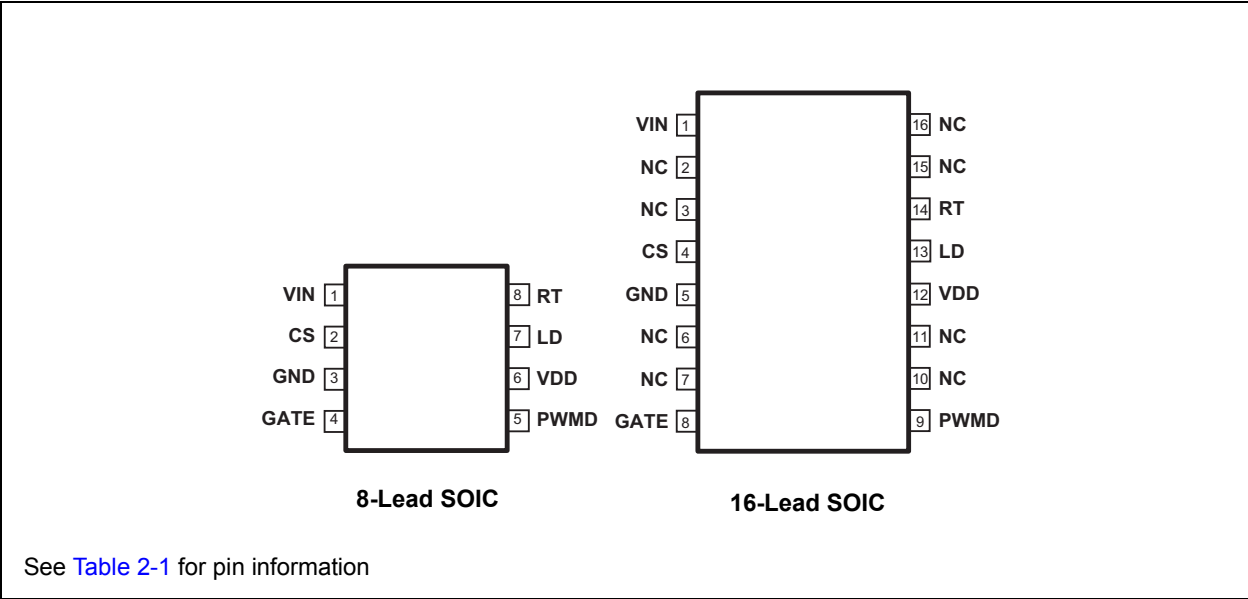 VIN 1
CS 2
GND 3
GATE 4
8 RT
7 LD
6 VDD
5 PWMD
8-Lead SOIC
VIN 1
NC 2
NC 3
CS 4
GND 5
NC 6
NC 7
GATE 8
16 NC
15 NC
14 RT
13 LD
12 VDD
11 NC
10 NC
9 PWMD
16-Lead SOIC
See Table 2-1 for pin information